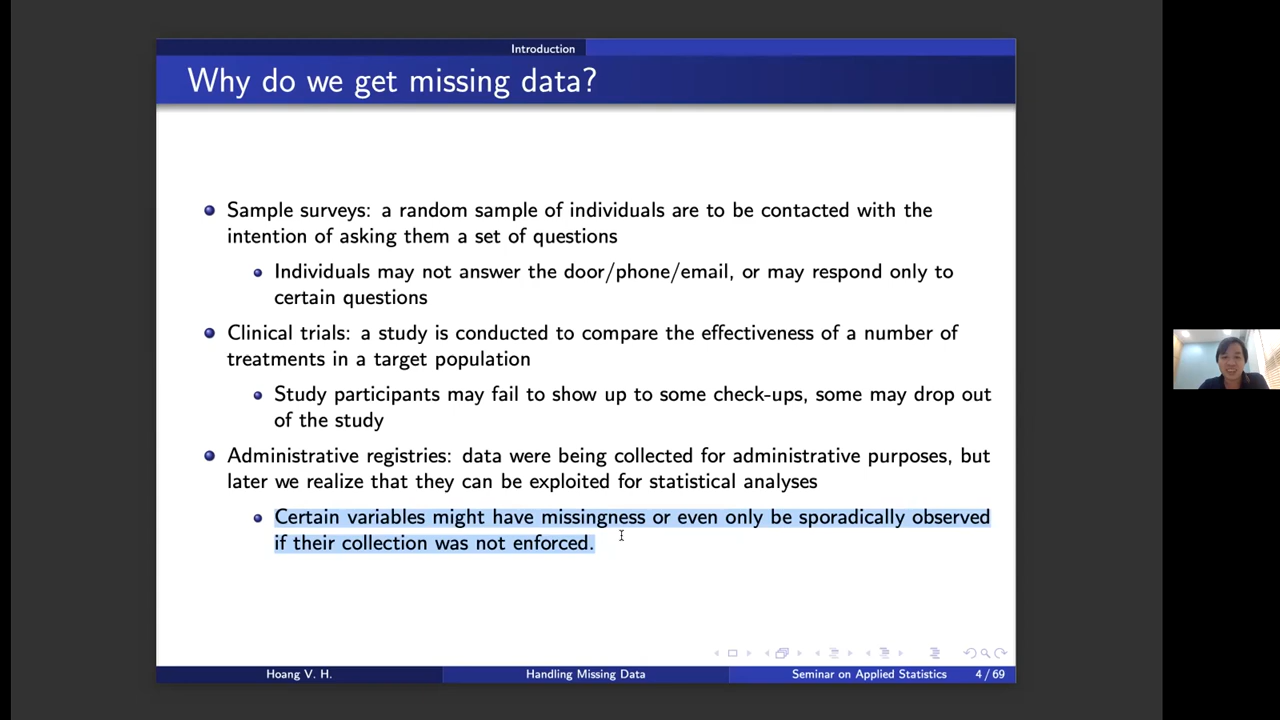 Introduction
Why do we get missing data?
Sample surveys: a random sample of individuals are to be contacted with the
intention of asking them a set of questions
Individuals may not answer the door/phone/email, or may respond only to
certain questions
Clinical trials: a study is conducted to compare the effectiveness of a number of
treatments in a target population
Study participants may fail to show up to some check-ups, some may drop out
of the study
Administrative registries: data were being collected for administrative purposes, but
later we realize that they can be exploited for statistical analyses
Certain variables might have missingness or even only be sporadically observed
if their collection was not enforced.
Hoang V. H. Handling Missing Data Seminar on Applied Statistics 4 / 69